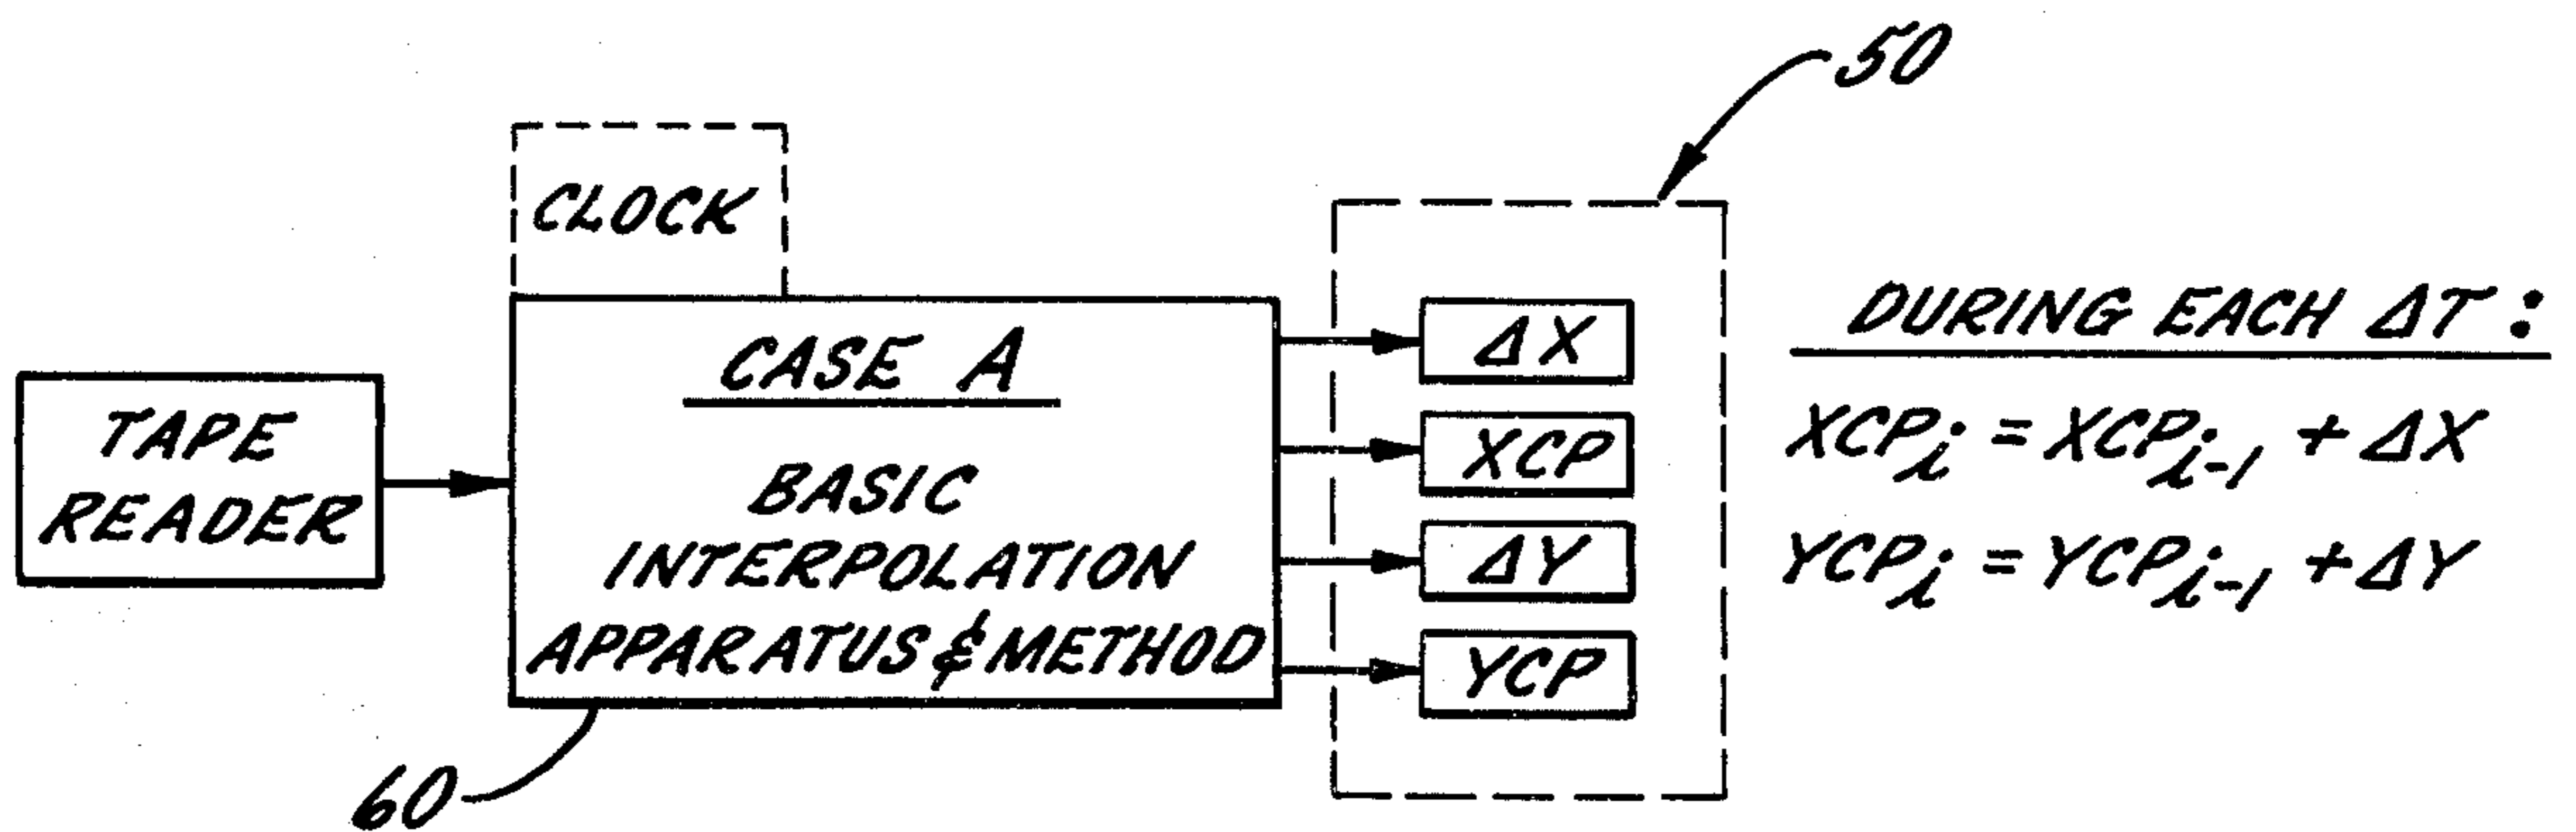 50
CLOCK
TAPE
READER
CASE A
BASIC
INTERPOLATION
APPARATUS & METHOD
60
ΔX
XCP
ΔY
YCP
DURING EACH ΔT:
XCPᵢ = XCPᵢ₋₁ + ΔX
YCPᵢ = YCPᵢ₋₁ + ΔY